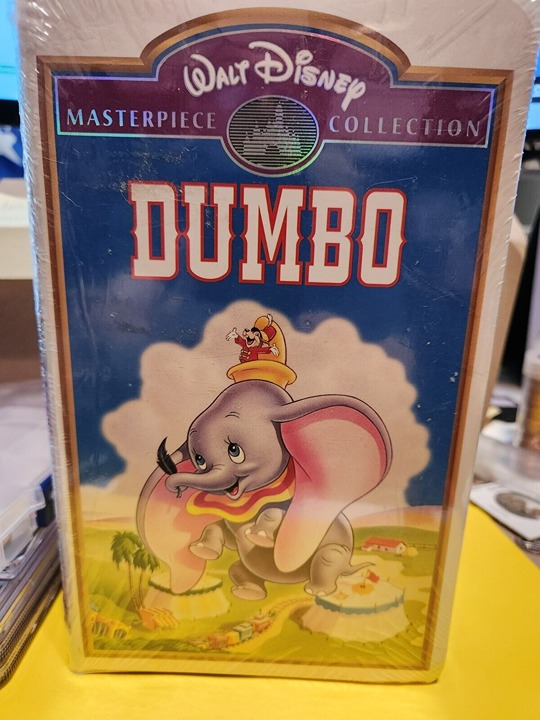 WALT DISNEY
MASTERPIECE COLLECTION
DUMBO